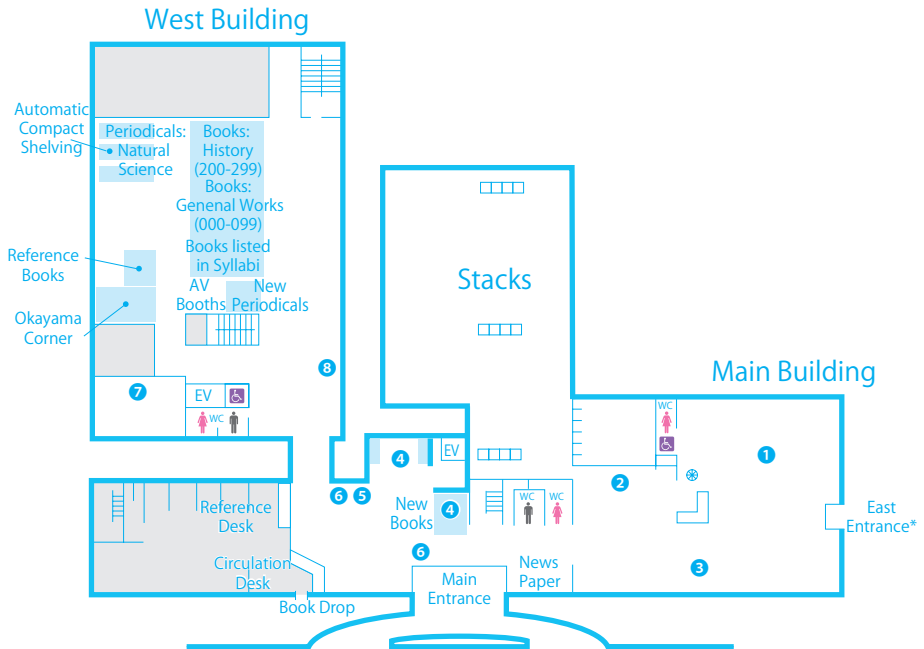 West Building
Automatic
Compact
Shelving
Periodicals:
Natural
Science
Books:
History
(200-299)
Books:
Genenal Works
(000-099)
Books listed
in Syllabi
Reference
Books
AV
Booths
New
Periodicals
Okayama
Corner
Stacks
Main Building
8
7
EV
WC
WC
1
4
EV
2
6
5
New
Books
4
WC
WC
Reference
Desk
East
Entrance*
6
3
Circulation
Desk
News
Paper
Main
Entrance
Book Drop